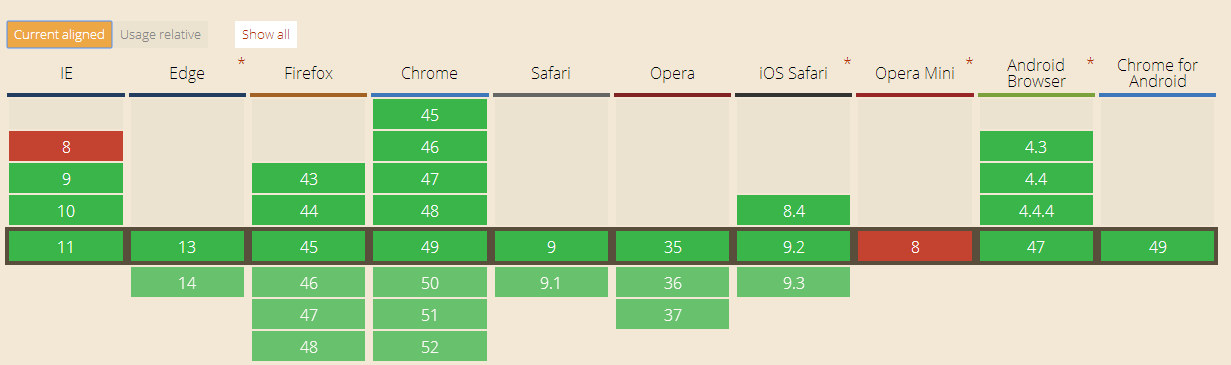 Current aligned Usage relative Show all
IE Edge * Firefox Chrome Safari Opera iOS Safari * Opera Mini * Android Browser * Chrome for Android
45
8 46 4.3
9 43 47 4.4
10 44 48 8.4 4.4.4
11 13 45 49 9 35 9.2 8 47 49
14 46 50 9.1 36 9.3
47 51 37
48 52